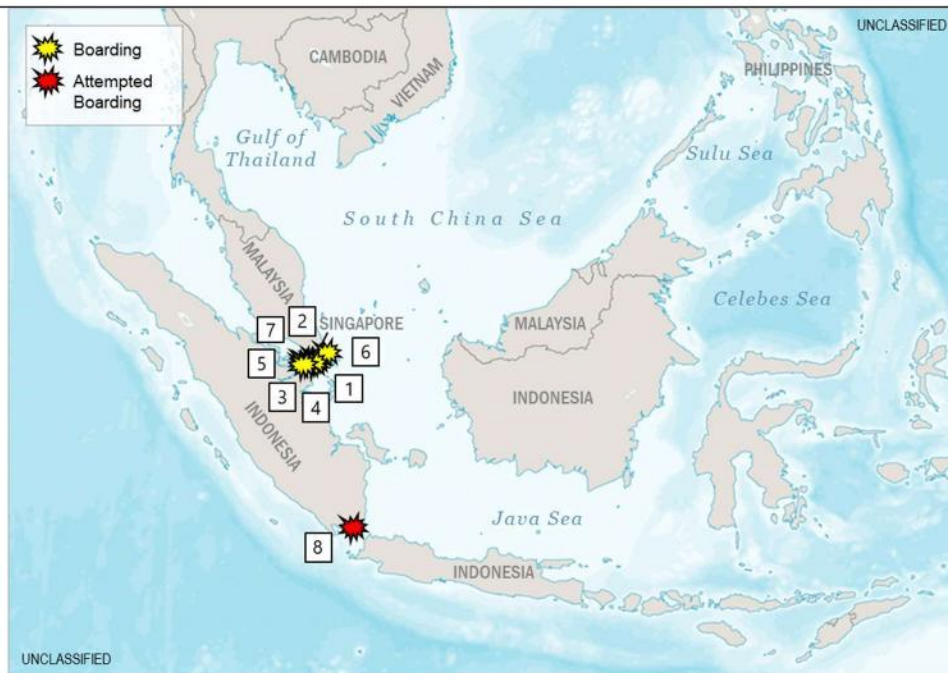 UNCLASSIFIED
Boarding
Attempted
Boarding
CAMBODIA
VIETNAM
PHILIPPINES
Gulf of
Thailand
Sulu Sea
South China Sea
MALAYSIA
Celebes Sea
2
SINGAPORE
7
MALAYSIA
6
5
1
3
4
INDONESIA
INDONESIA
Java Sea
8
INDONESIA
UNCLASSIFIED